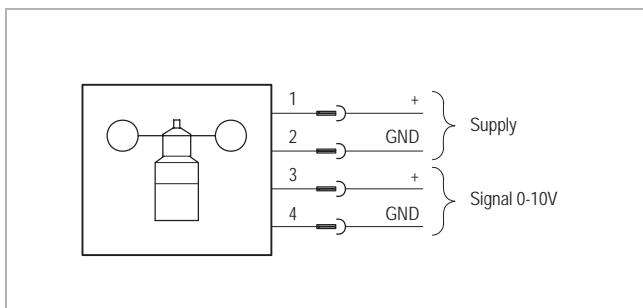 1 +
2 GND
Supply
3 +
4 GND
Signal 0-10V